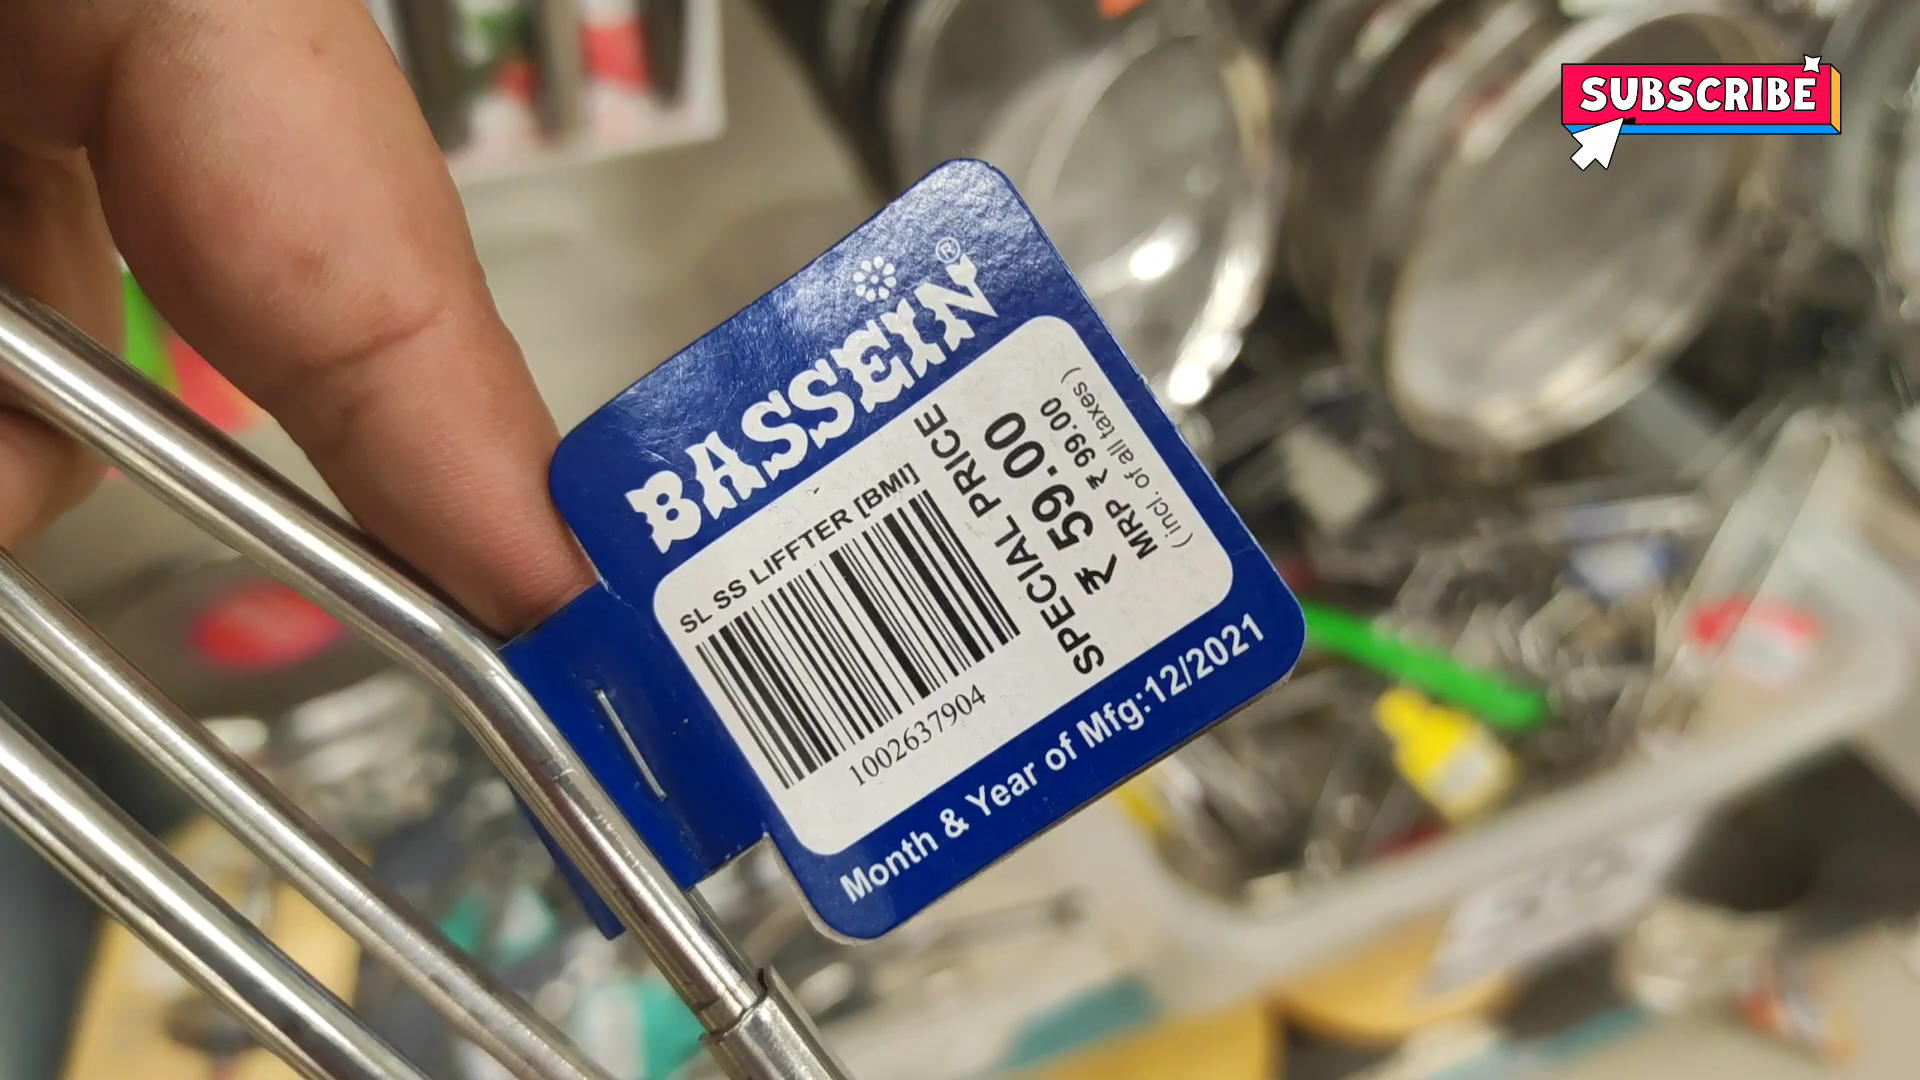 SUBSCRIBE
BASSEIN®
SL SS LIFFTER [BMI]
1002637904
SPECIAL PRICE
₹ 59.00
MRP ₹ 99.00
( incl. of all taxes )
Month & Year of Mfg:12/2021